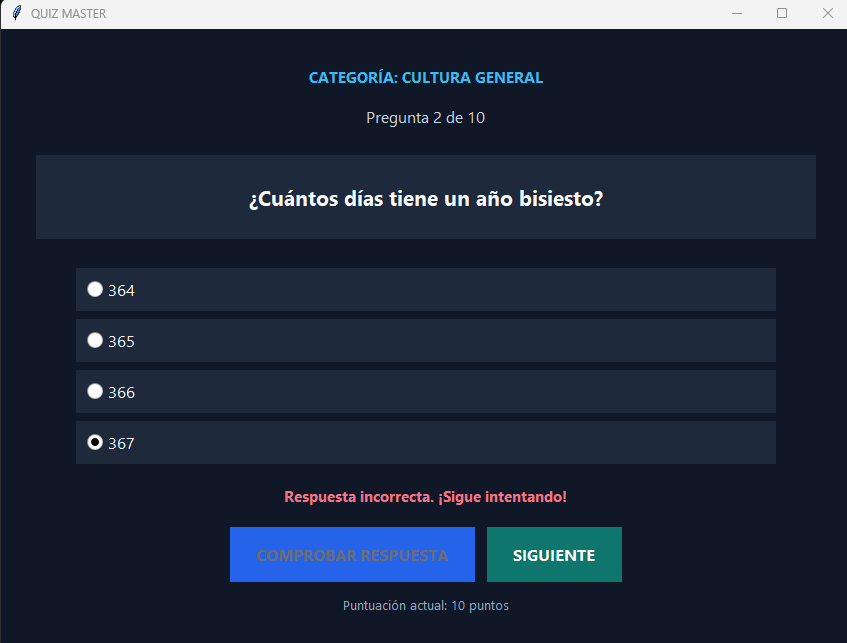 QUIZ MASTER
CATEGORÍA: CULTURA GENERAL
Pregunta 2 de 10
¿Cuántos días tiene un año bisiesto?
364
365
366
367
Respuesta incorrecta. ¡Sigue intentando!
COMPROBAR RESPUESTA
SIGUIENTE
Puntuación actual: 10 puntos